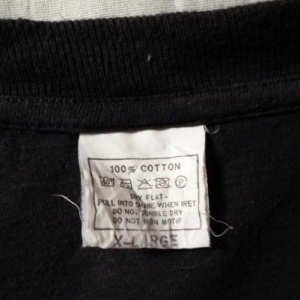 100% COTTON
DRY FLAT-
PULL INTO SHAPE WHEN WET
DO NOT TUMBLE DRY
DO NOT IRON MOTIF
X-LARGE